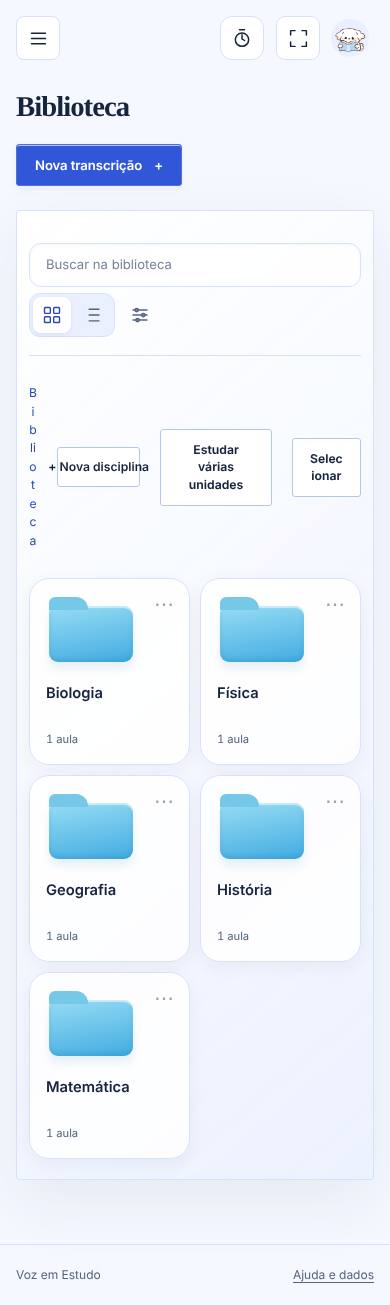 Biblioteca
Nova transcrição +
Buscar na biblioteca
Biblioteca
+ Nova disciplina
Estudar
várias
unidades
Selec
ionar
Biologia
1 aula
Física
1 aula
Geografia
1 aula
História
1 aula
Matemática
1 aula
Voz em Estudo
Ajuda e dados